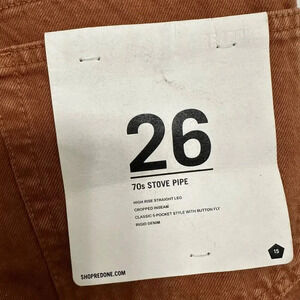 26
70s STOVE PIPE
HIGH RISE STRAIGHT LEG
CROPPED INSEAM
CLASSIC 5-POCKET STYLE WITH BUTTON FLY
RIGID DENIM
15
SHOPREDONE.COM